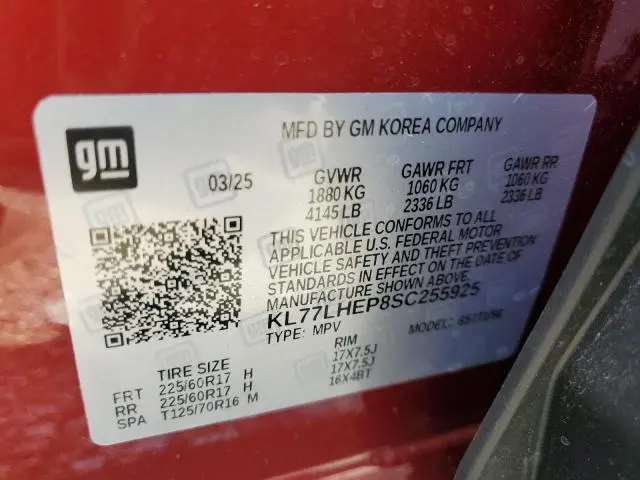 gm
MFD BY GM KOREA COMPANY
03/25 GVWR GAWR FRT GAWR RR
1880 KG 1060 KG 1060 KG
4145 LB 2336 LB 2336 LB
THIS VEHICLE CONFORMS TO ALL
APPLICABLE U.S. FEDERAL MOTOR
VEHICLE SAFETY AND THEFT PREVENTION
STANDARDS IN EFFECT ON THE DATE OF
MANUFACTURE SHOWN ABOVE.
KL77LHEP8SC255925
TYPE: MPV MODEL:
TIRE SIZE RIM
FRT 225/60R17 H 17X7.5J
RR 225/60R17 H 17X7.5J
SPA T125/70R16 M 16X4BT